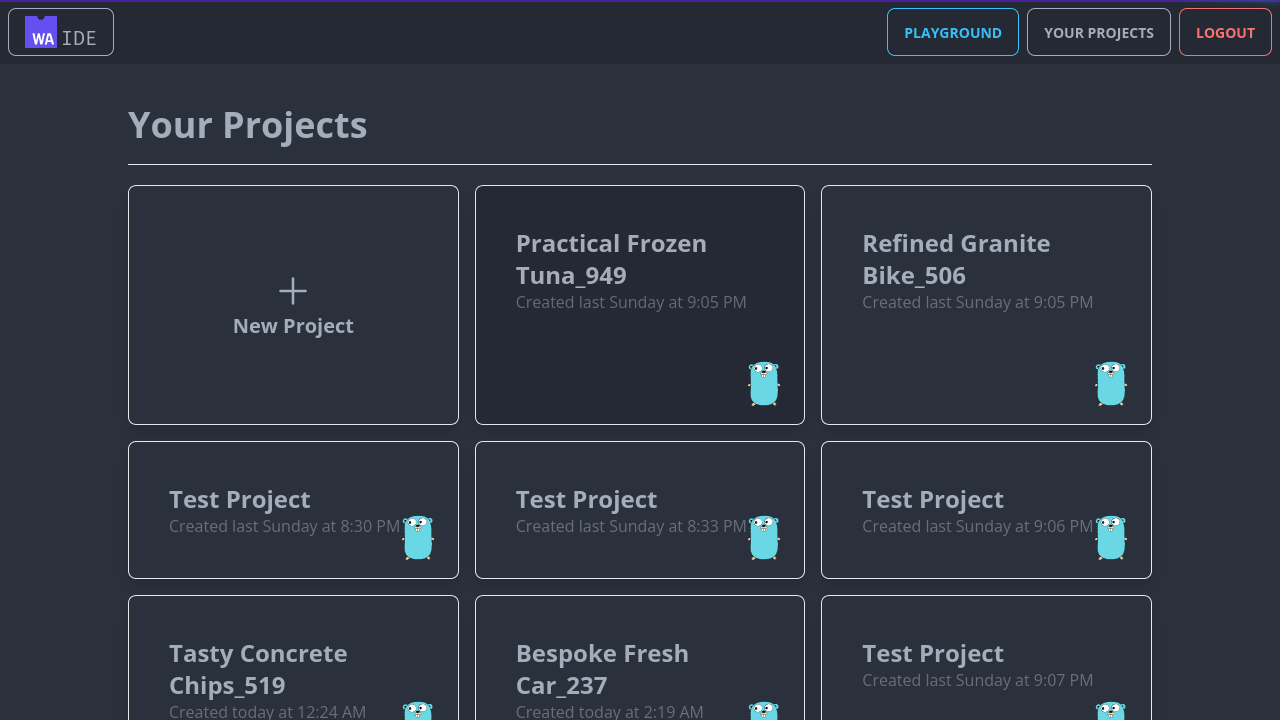 WA IDE
PLAYGROUND
YOUR PROJECTS
LOGOUT
Your Projects
New Project
Practical Frozen
Tuna_949
Created last Sunday at 9:05 PM
Refined Granite
Bike_506
Created last Sunday at 9:05 PM
Test Project
Created last Sunday at 8:30 PM
Test Project
Created last Sunday at 8:33 PM
Test Project
Created last Sunday at 9:06 PM
Tasty Concrete
Chips_519
Created today at 12:24 AM
Bespoke Fresh
Car_237
Created today at 2:19 AM
Test Project
Created last Sunday at 9:07 PM